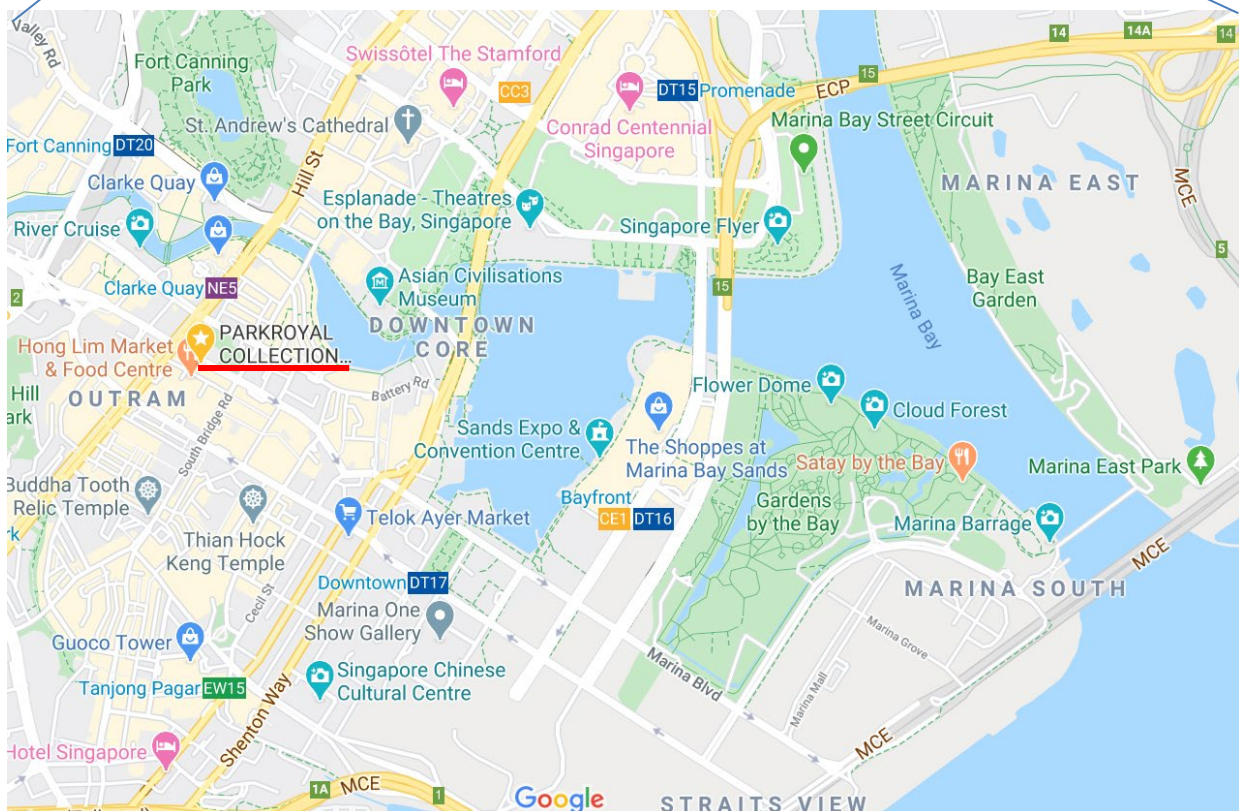 Valley Rd
Fort Canning
Park
Swissôtel The Stamford
CC3
DT15 Promenade
15
ECP
14
14A
14
St. Andrew's Cathedral
Conrad Centennial
Singapore
Marina Bay Street Circuit
Fort Canning DT20
Hill St
MARINA EAST
MCE
Clarke Quay
Esplanade - Theatres
on the Bay, Singapore
Singapore Flyer
River Cruise
5
Clarke Quay NE5
Asian Civilisations
Museum
15
Marina Bay
Bay East
Garden
2
DOWNTOWN
CORE
PARKROYAL
COLLECTION...
Hong Lim Market
& Food Centre
Battery Rd
Flower Dome
Cloud Forest
Hill
ark
OUTRAM
South Bridge Rd
Sands Expo &
Convention Centre
The Shoppes at
Marina Bay Sands
Satay by the Bay
Marina East Park
Buddha Tooth
Relic Temple
Bayfront
CE1 DT16
Gardens
by the Bay
Marina Barrage
rk
Thian Hock
Keng Temple
Telok Ayer Market
MCE
Cecil St
Downtown DT17
MARINA SOUTH
Marina One
Show Gallery
Guoco Tower
Marina Grove
Marina Blvd
Marina Mall
Tanjong Pagar EW15
Singapore Chinese
Cultural Centre
Shenton Way
Hotel Singapore
MCE
1A
MCE
1
Google
STRAITS VIEW